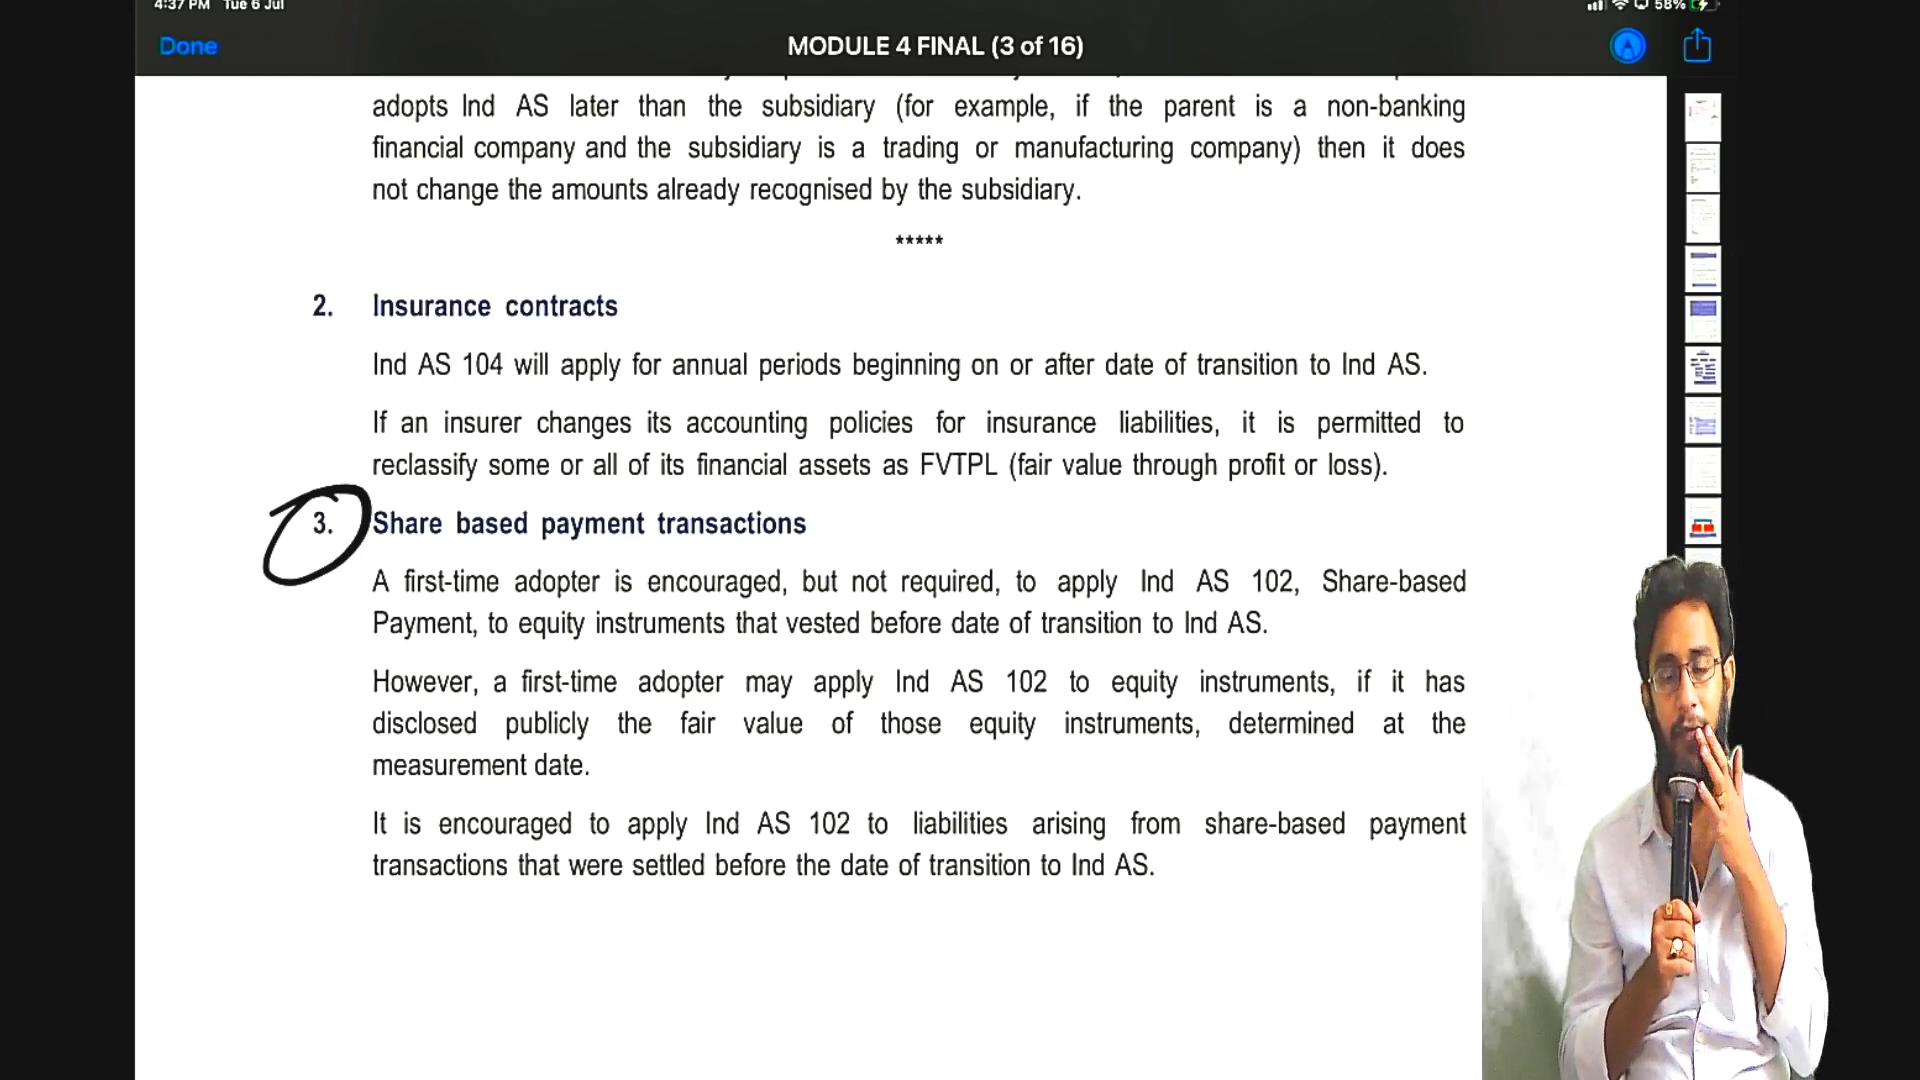 4:37 PM Tue 6 Jul
58%
Done
MODULE 4 FINAL (3 of 16)
adopts Ind AS later than the subsidiary (for example, if the parent is a non-banking
financial company and the subsidiary is a trading or manufacturing company) then it does
not change the amounts already recognised by the subsidiary.
*****
2. Insurance contracts
Ind AS 104 will apply for annual periods beginning on or after date of transition to Ind AS.
If an insurer changes its accounting policies for insurance liabilities, it is permitted to
reclassify some or all of its financial assets as FVTPL (fair value through profit or loss).
3. Share based payment transactions
A first-time adopter is encouraged, but not required, to apply Ind AS 102, Share-based
Payment, to equity instruments that vested before date of transition to Ind AS.
However, a first-time adopter may apply Ind AS 102 to equity instruments, if it has
disclosed publicly the fair value of those equity instruments, determined at the
measurement date.
It is encouraged to apply Ind AS 102 to liabilities arising from share-based payment
transactions that were settled before the date of transition to Ind AS.